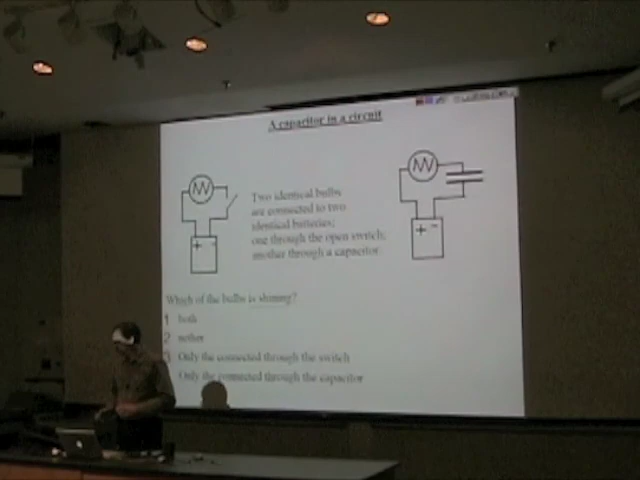 A capacitor in a circuit
Two identical bulbs
are connected to two
identical batteries;
one through the open switch;
another through a capacitor
+ -
+ -
Which of the bulbs is shining?
1 both
2 neither
3 Only the connected through the switch
Only the connected through the capacitor